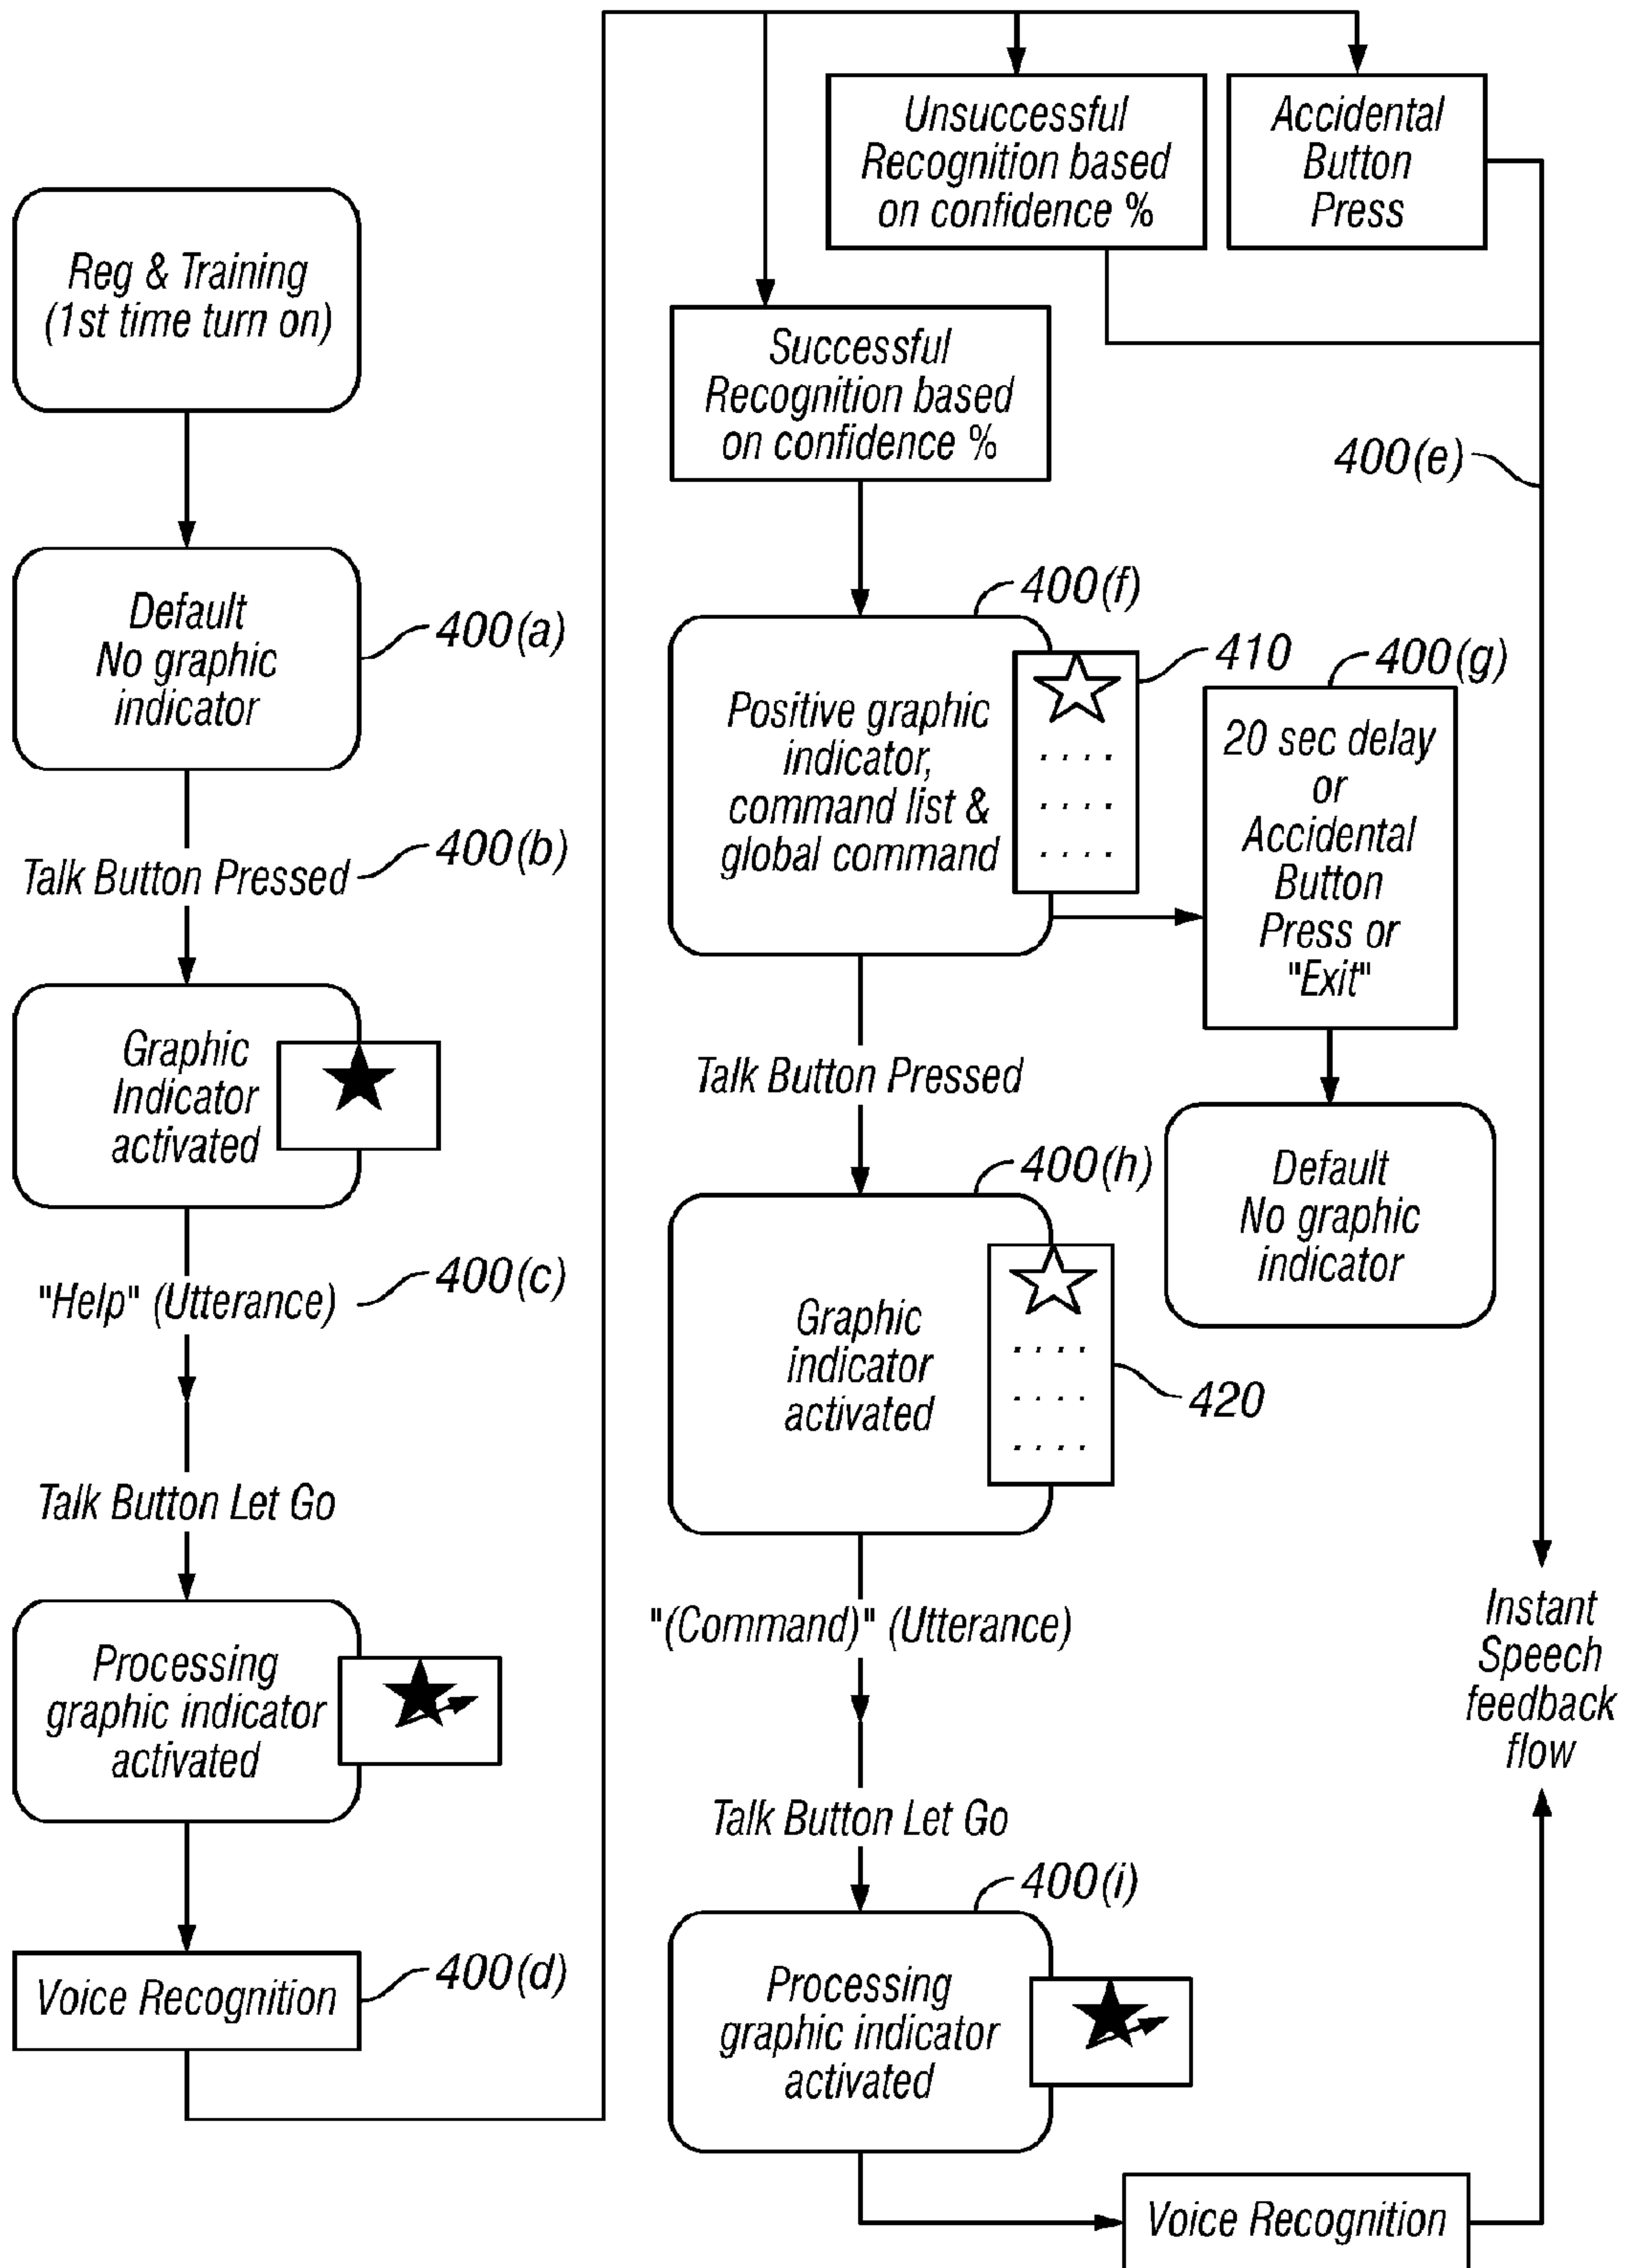 Reg & Training
(1st time turn on)
Default
No graphic
indicator
400(a)
Talk Button Pressed
400(b)
Graphic
Indicator
activated
"Help" (Utterance)
400(c)
Talk Button Let Go
Processing
graphic indicator
activated
Voice Recognition
400(d)
Unsuccessful
Recognition based
on confidence %
Accidental
Button
Press
Successful
Recognition based
on confidence %
400(e)
400(f)
Positive graphic
indicator,
command list &
global command
410
400(g)
20 sec delay
or
Accidental
Button
Press or
"Exit"
Talk Button Pressed
Default
No graphic
indicator
400(h)
Graphic
indicator
activated
420
"(Command)" (Utterance)
Talk Button Let Go
400(i)
Processing
graphic indicator
activated
Voice Recognition
Instant
Speech
feedback
flow